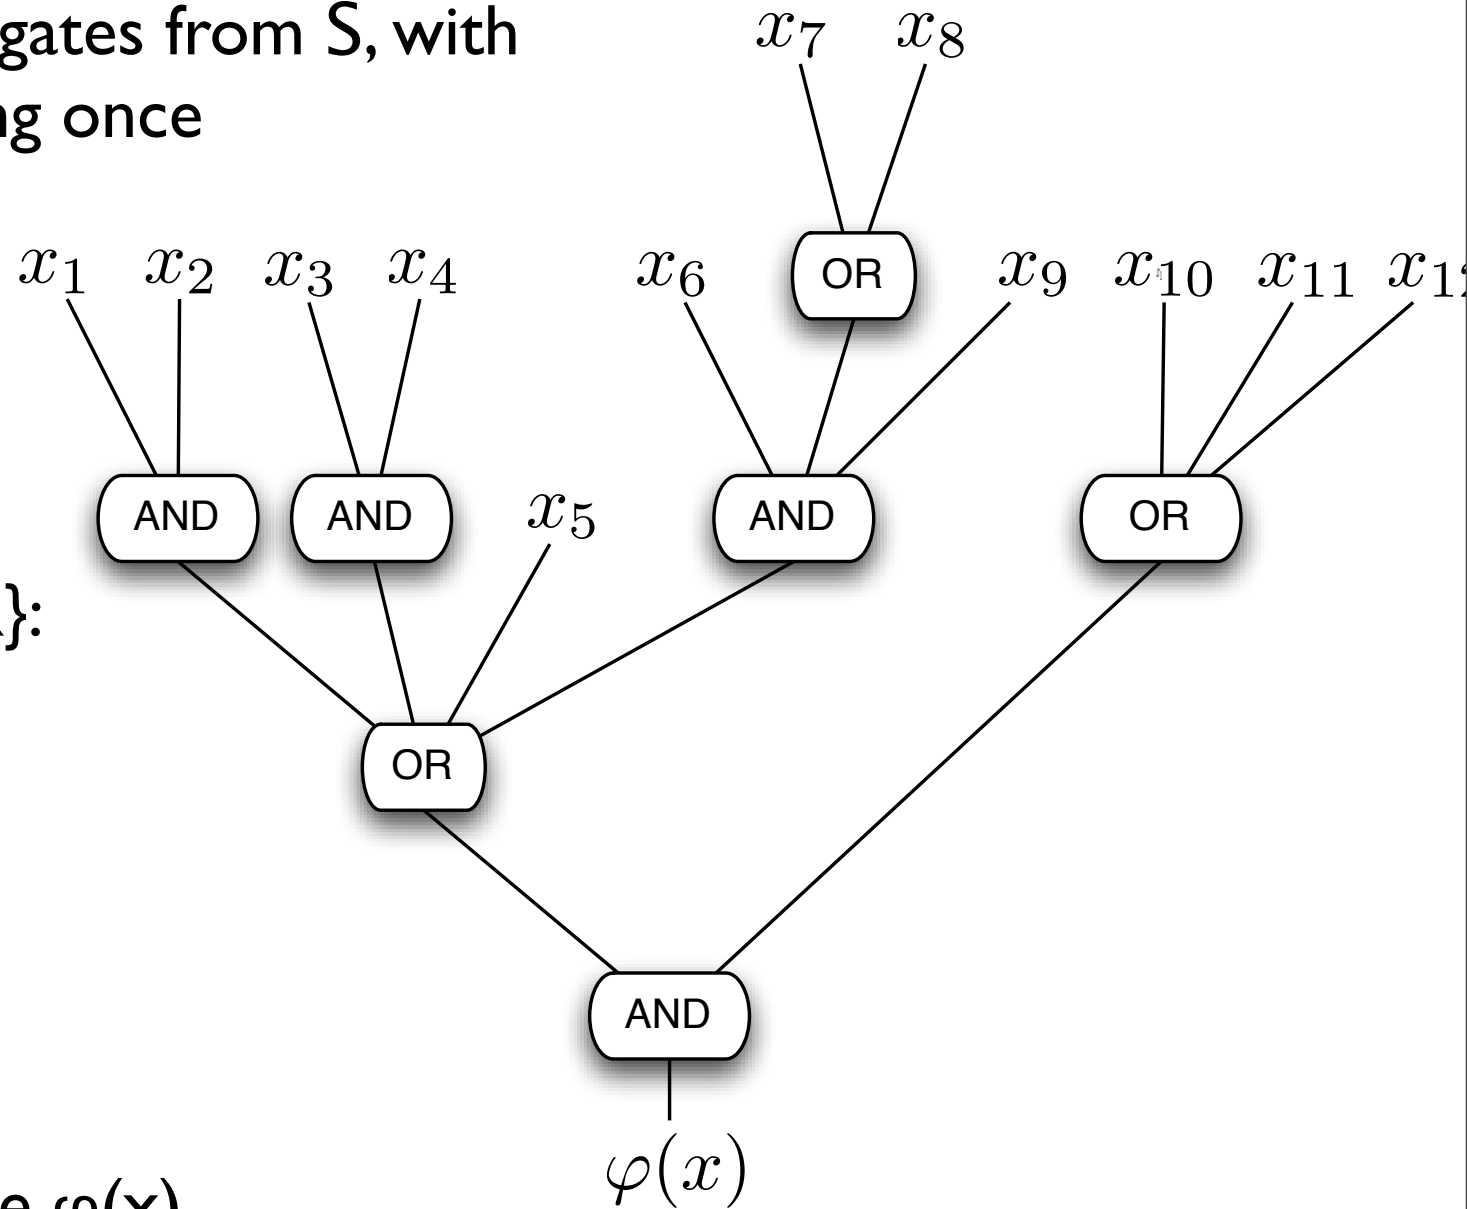 gates from S, with
ng once
x₇ x₈
x₁ x₂ x₃ x₄ x₆ OR x₉ x₁₀ x₁₁ x₁₂
AND AND x₅ AND OR
}:
OR
AND
φ(x)
e φ(x)